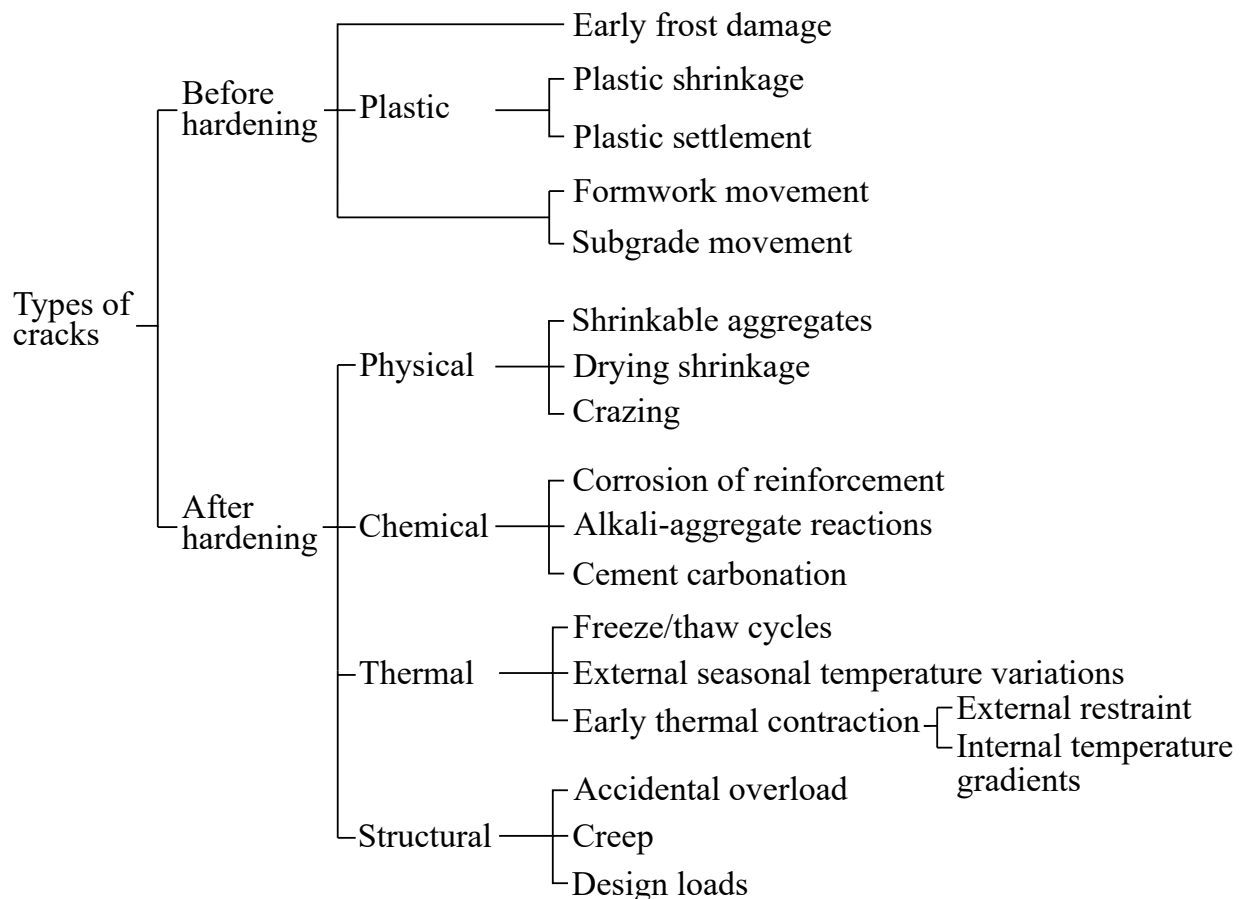 Types of
cracks
Before
hardening
Early frost damage
Plastic
Plastic shrinkage
Plastic settlement
Formwork movement
Subgrade movement
After
hardening
Physical
Shrinkable aggregates
Drying shrinkage
Crazing
Chemical
Corrosion of reinforcement
Alkali-aggregate reactions
Cement carbonation
Thermal
Freeze/thaw cycles
External seasonal temperature variations
Early thermal contraction
External restraint
Internal temperature
gradients
Structural
Accidental overload
Creep
Design loads